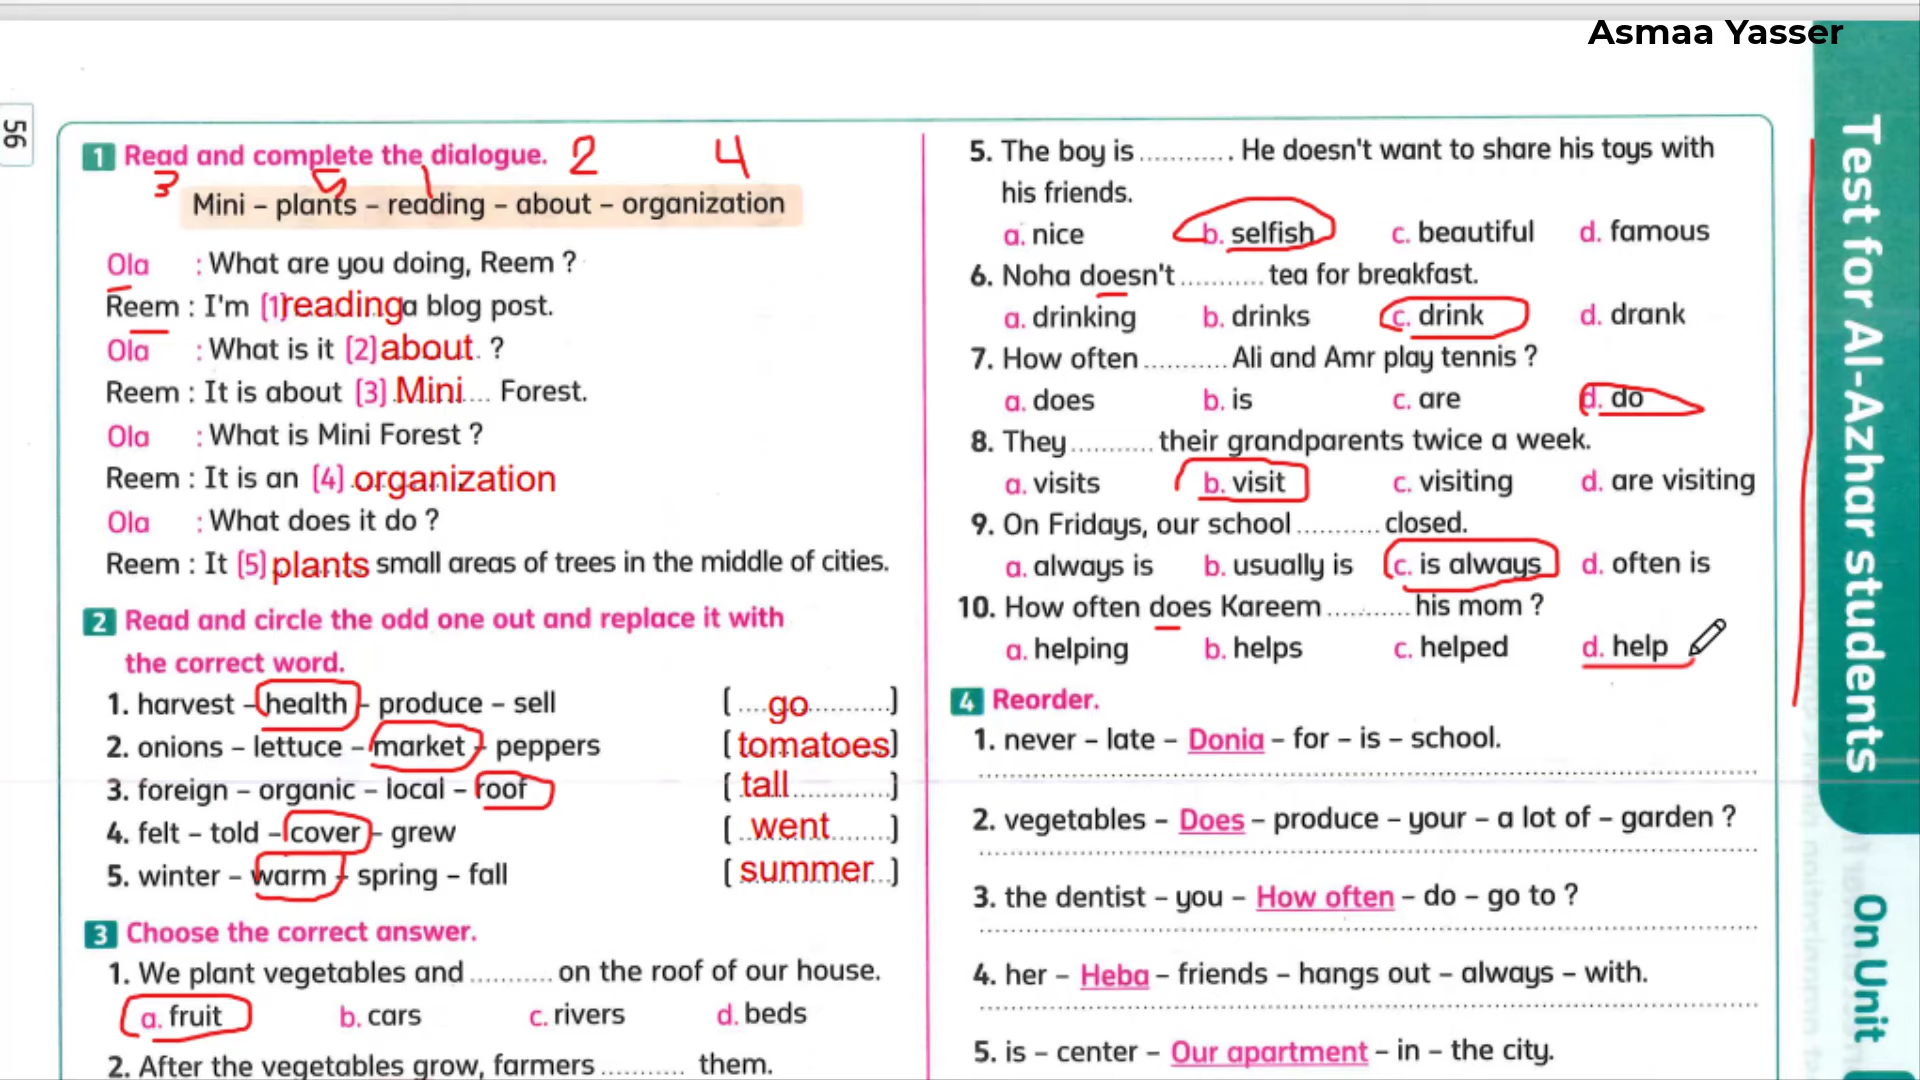 Asmaa Yasser
56
1 Read and complete the dialogue. 2 4
3 5 1
Mini – plants – reading – about – organization
Ola : What are you doing, Reem ?
Reem : I'm (1) reading a blog post.
Ola : What is it (2) about ?
Reem : It is about (3) Mini Forest.
Ola : What is Mini Forest ?
Reem : It is an (4) organization
Ola : What does it do ?
Reem : It (5) plants small areas of trees in the middle of cities.
2 Read and circle the odd one out and replace it with
the correct word.
1. harvest – health – produce – sell [ go ]
2. onions – lettuce – market – peppers [ tomatoes ]
3. foreign – organic – local – roof [ tall ]
4. felt – told – cover – grew [ went ]
5. winter – warm – spring – fall [ summer ]
3 Choose the correct answer.
1. We plant vegetables and ........... on the roof of our house.
a. fruit b. cars c. rivers d. beds
2. After the vegetables grow, farmers ........... them.
5. The boy is ........... . He doesn't want to share his toys with
his friends.
a. nice b. selfish c. beautiful d. famous
6. Noha doesn't ........... tea for breakfast.
a. drinking b. drinks c. drink d. drank
7. How often ........... Ali and Amr play tennis ?
a. does b. is c. are d. do
8. They ........... their grandparents twice a week.
a. visits b. visit c. visiting d. are visiting
9. On Fridays, our school ........... closed.
a. always is b. usually is c. is always d. often is
10. How often does Kareem ........... his mom ?
a. helping b. helps c. helped d. help
4 Reorder.
1. never – late – Donia – for – is – school.
2. vegetables – Does – produce – your – a lot of – garden ?
3. the dentist – you – How often – do – go to ?
4. her – Heba – friends – hangs out – always – with.
5. is – center – Our apartment – in – the city.
Test for Al-Azhar students
On Unit